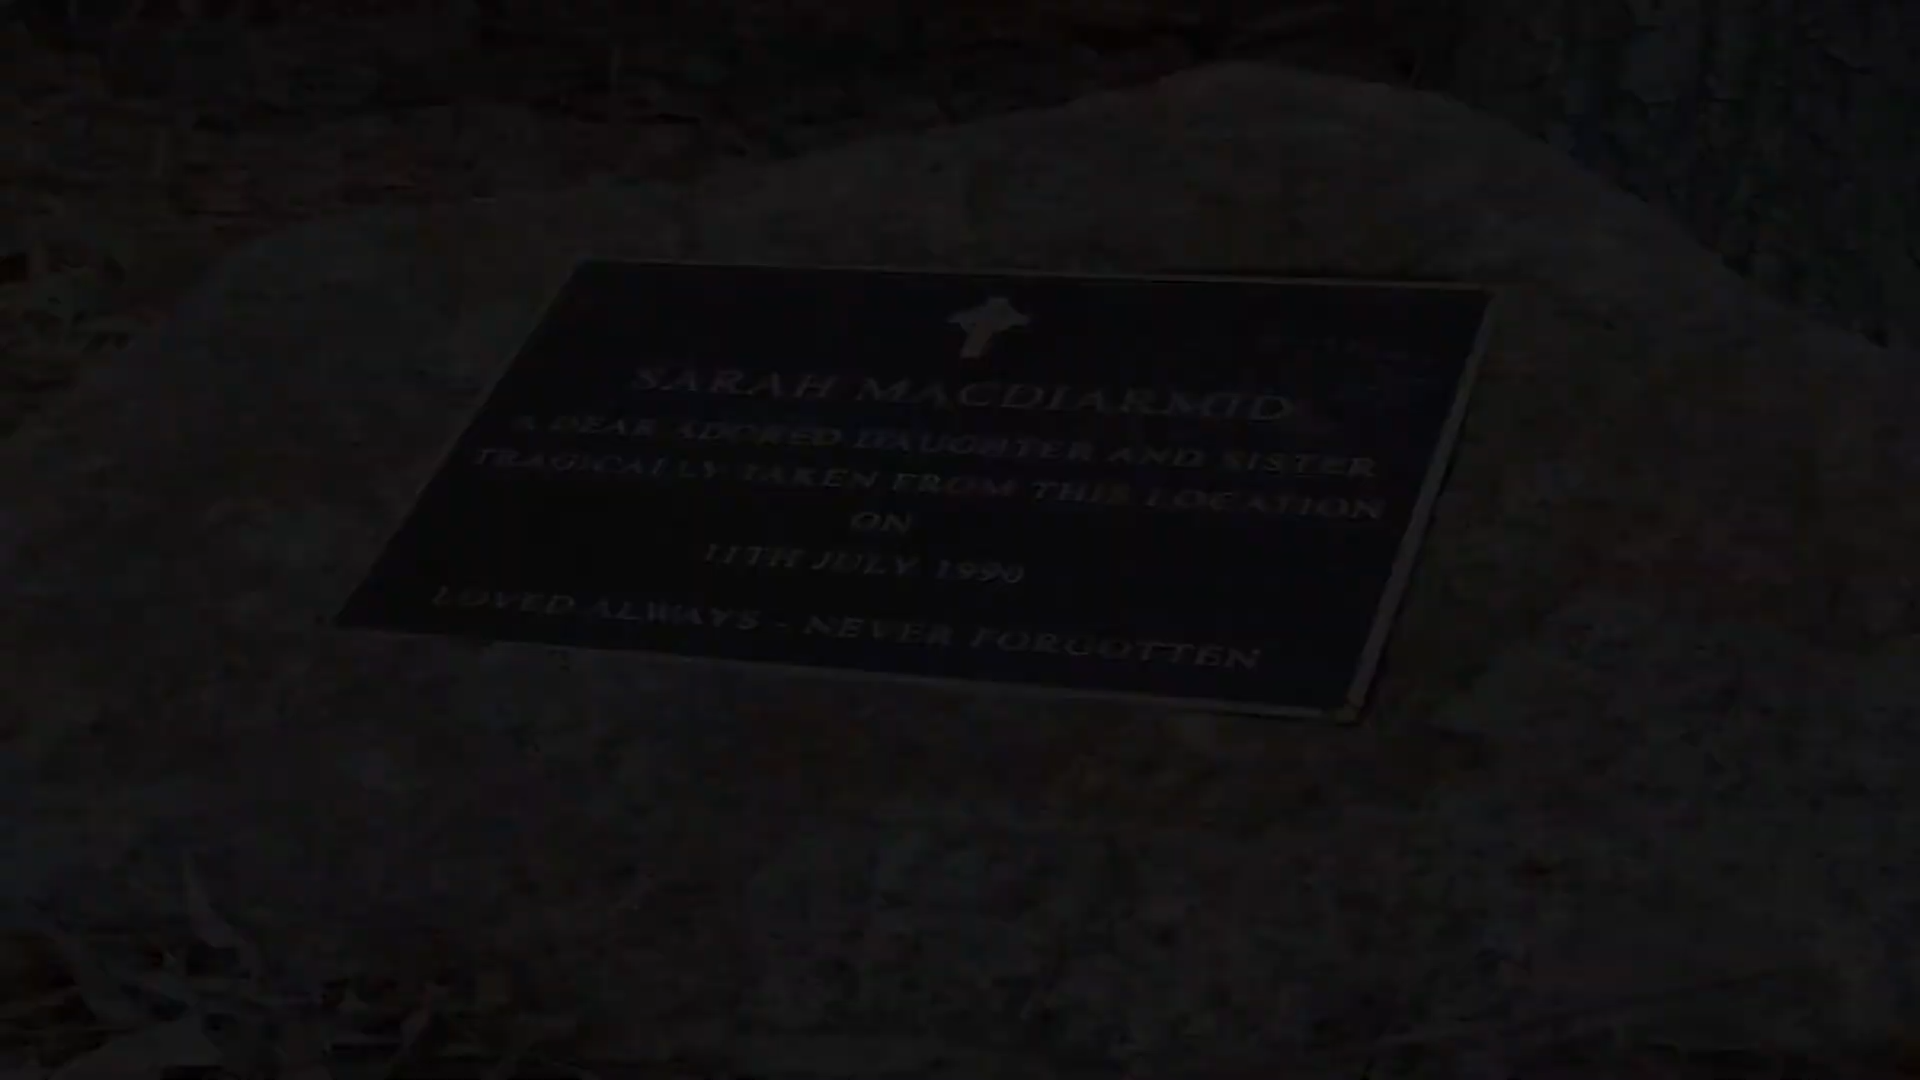 SARAH MACDIARMID
A DEAR ADORED DAUGHTER AND SISTER
TRAGICALLY TAKEN FROM THIS LOCATION
ON
11TH JULY 1990
LOVED ALWAYS - NEVER FORGOTTEN